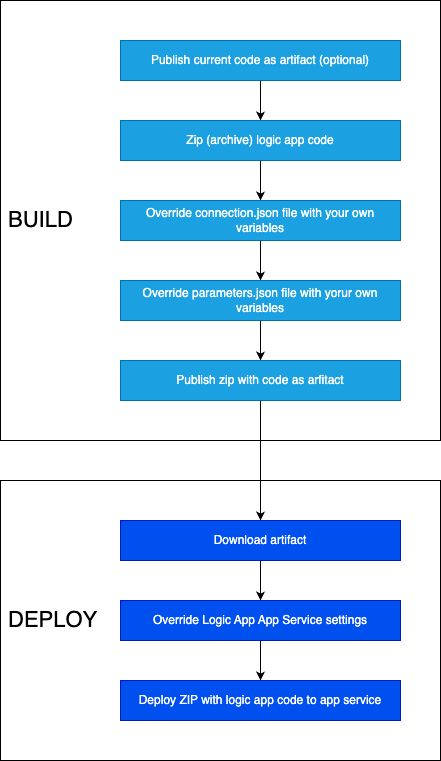 Publish current code as artifact (optional)
Zip (archive) logic app code
BUILD
Override connection.json file with your own
variables
Override parameters.json file with yorur own
variables
Publish zip with code as arfitact
Download artifact
DEPLOY
Override Logic App App Service settings
Deploy ZIP with logic app code to app service